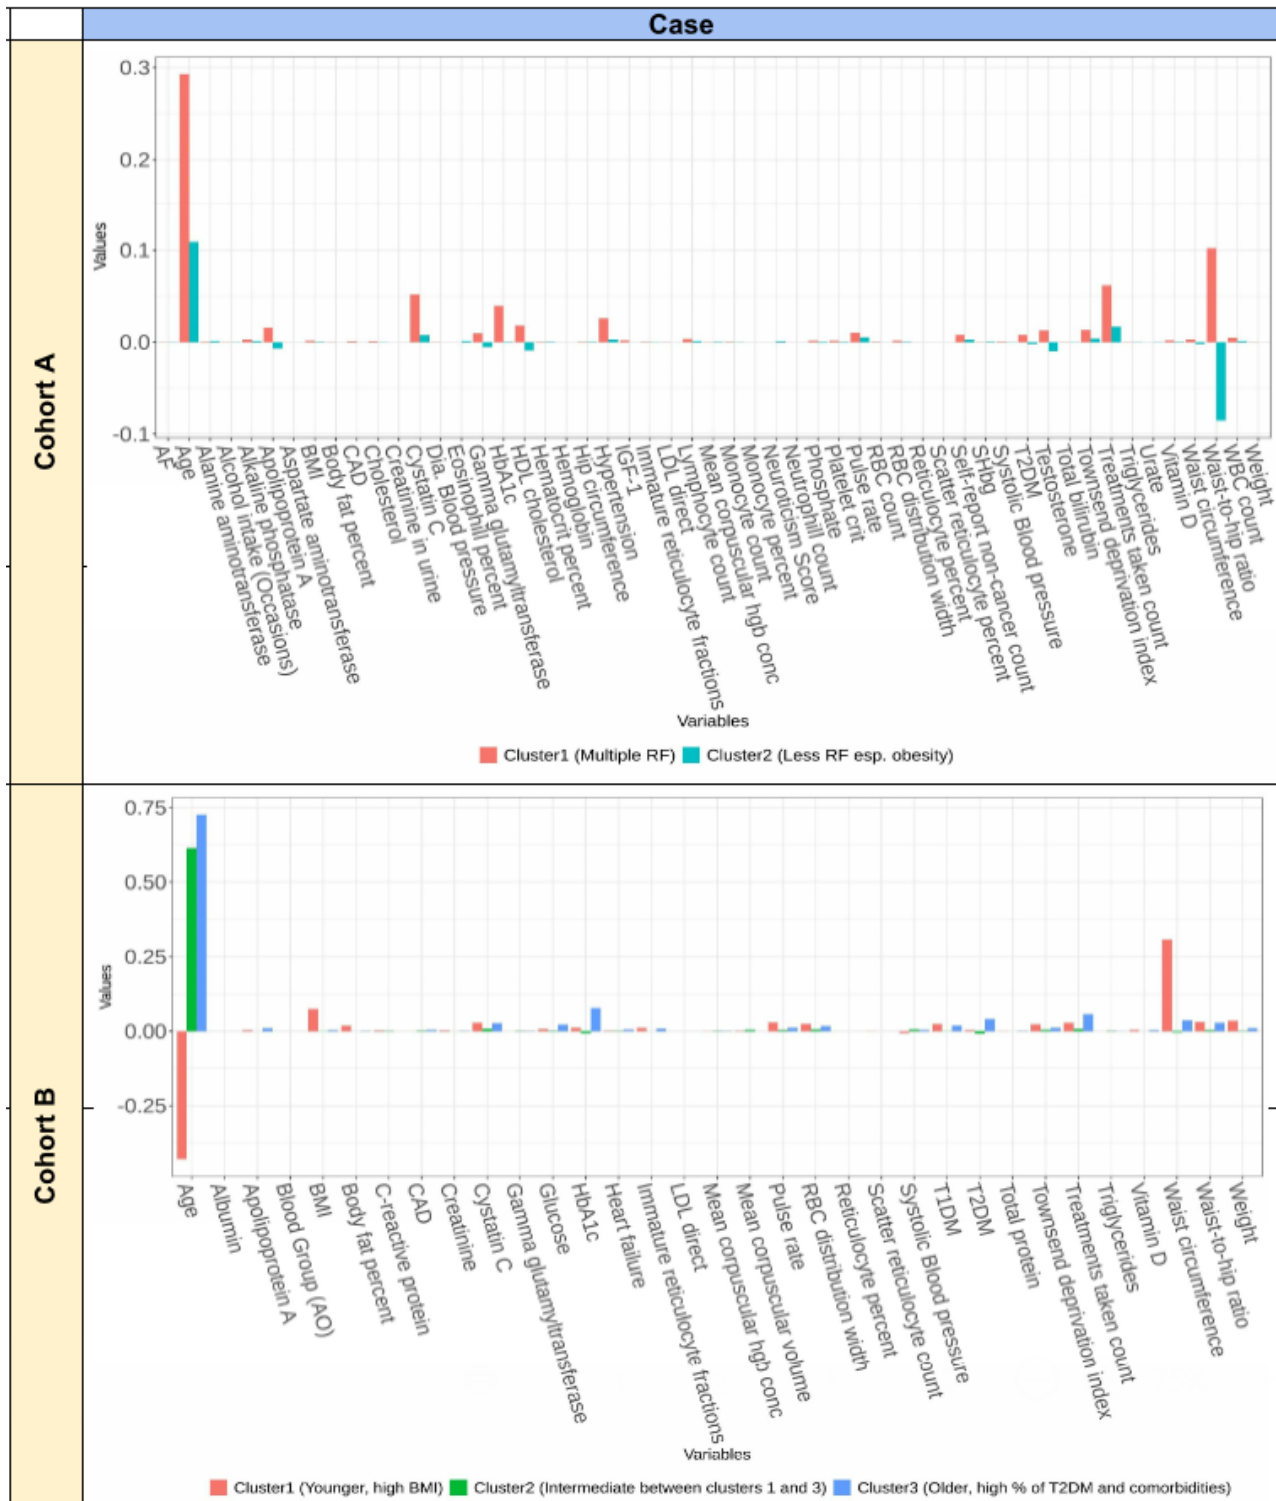 Case
Cohort A
0.3
0.2
0.1
0.0
-0.1
Values
AF
Age
Alanine aminotransferase
Alcohol intake (Occasions)
Alkaline phosphatase
Apolipoprotein A
Aspartate aminotransferase
BMI
Body fat percent
CAD
Cholesterol
Creatinine in urine
Cystatin C
Dia. Blood pressure
Eosinophill percent
Gamma glutamyltransferase
HbA1c
HDL cholesterol
Hematocrit percent
Hemoglobin
Hip circumference
Hypertension
IGF-1
Immature reticulocyte fractions
LDL direct
Lymphocyte count
Mean corpuscular hgb conc
Monocyte count
Monocyte percent
Neuroticism Score
Neutrophill count
Phosphate
Platelet crit
Pulse rate
RBC count
RBC distribution width
Reticulocyte percent
Scatter reticulocyte percent
Self-report non-cancer count
SHbg
Systolic Blood pressure
T2DM
Testosterone
Total bilirubin
Townsend deprivation index
Treatments taken count
Triglycerides
Urate
Vitamin D
Waist circumference
Waist-to-hip ratio
WBC count
Weight
Variables
Cluster1 (Multiple RF) Cluster2 (Less RF esp. obesity)
Cohort B
0.75
0.50
0.25
0.00
-0.25
Values
Age
Albumin
Apolipoprotein A
Blood Group (AO)
BMI
Body fat percent
C-reactive protein
CAD
Creatinine
Cystatin C
Gamma glutamyltransferase
Glucose
HbA1c
Heart failure
Immature reticulocyte fractions
LDL direct
Mean corpuscular hgb conc
Mean corpuscular volume
Pulse rate
RBC distribution width
Reticulocyte percent
Scatter reticulocyte count
Systolic Blood pressure
T1DM
T2DM
Total protein
Townsend deprivation index
Treatments taken count
Triglycerides
Vitamin D
Waist circumference
Waist-to-hip ratio
Weight
Variables
Cluster1 (Younger, high BMI) Cluster2 (Intermediate between clusters 1 and 3) Cluster3 (Older, high % of T2DM and comorbidities)